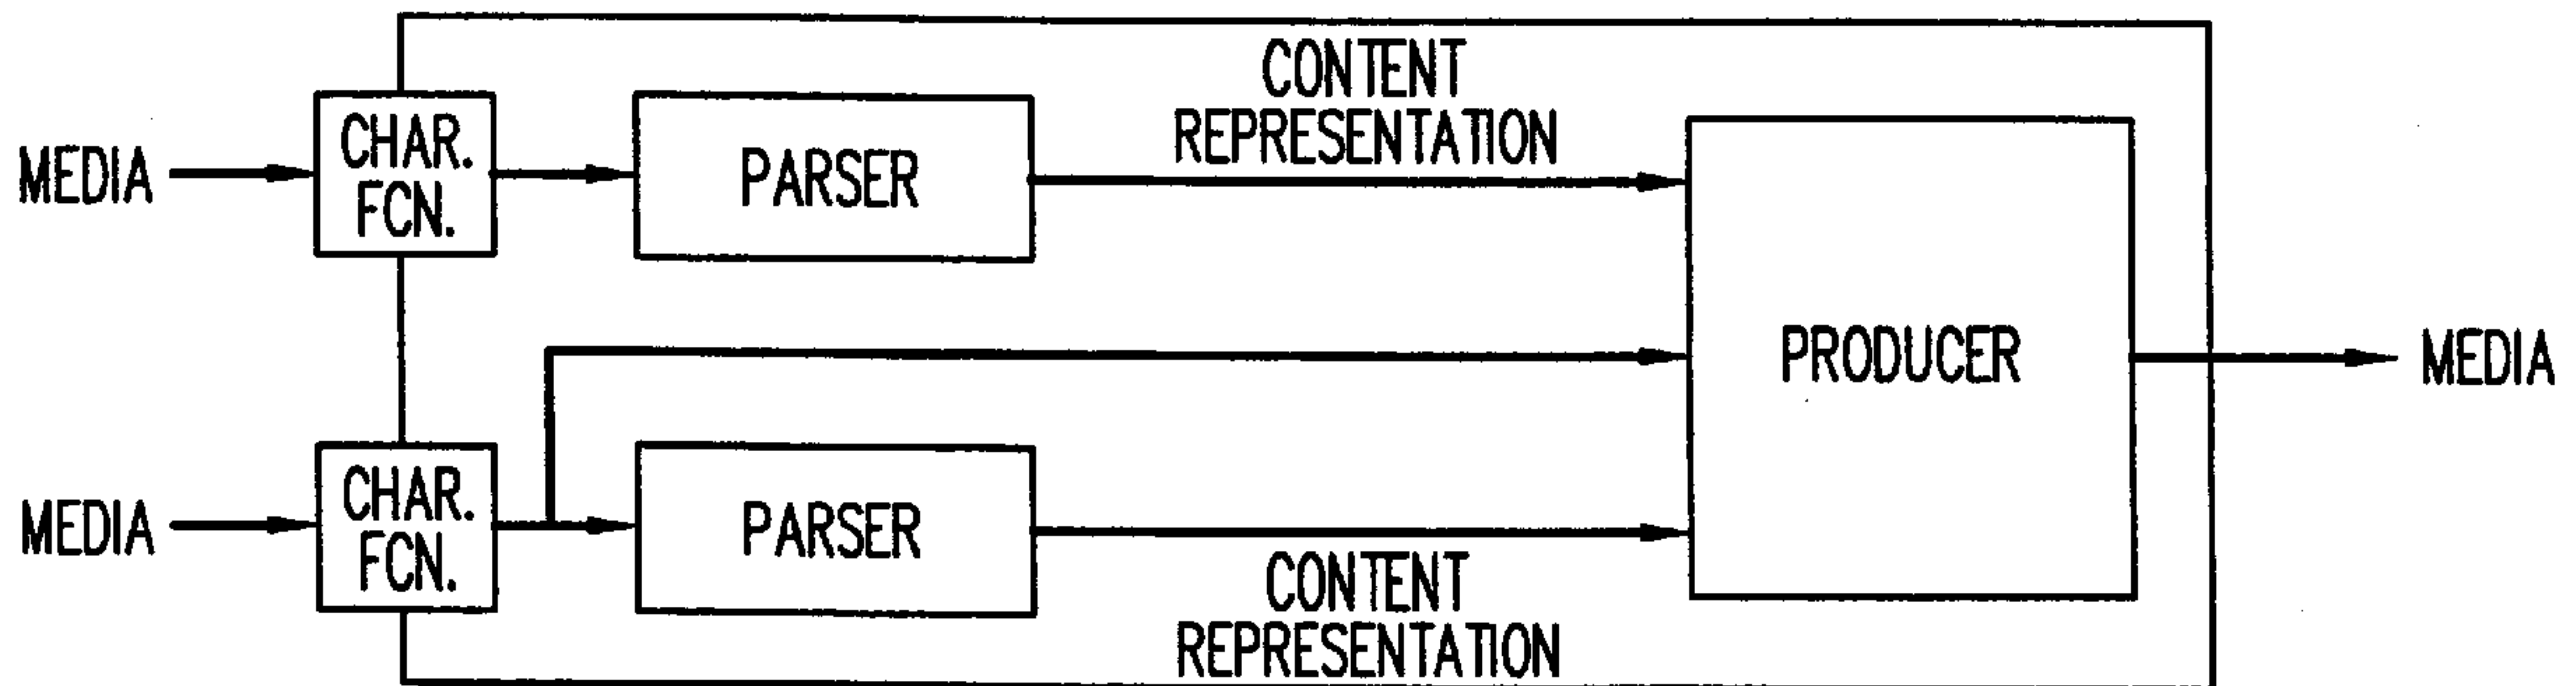 CONTENT
REPRESENTATION
MEDIA
CHAR.
FCN.
PARSER
PRODUCER
MEDIA
MEDIA
CHAR.
FCN.
PARSER
CONTENT
REPRESENTATION